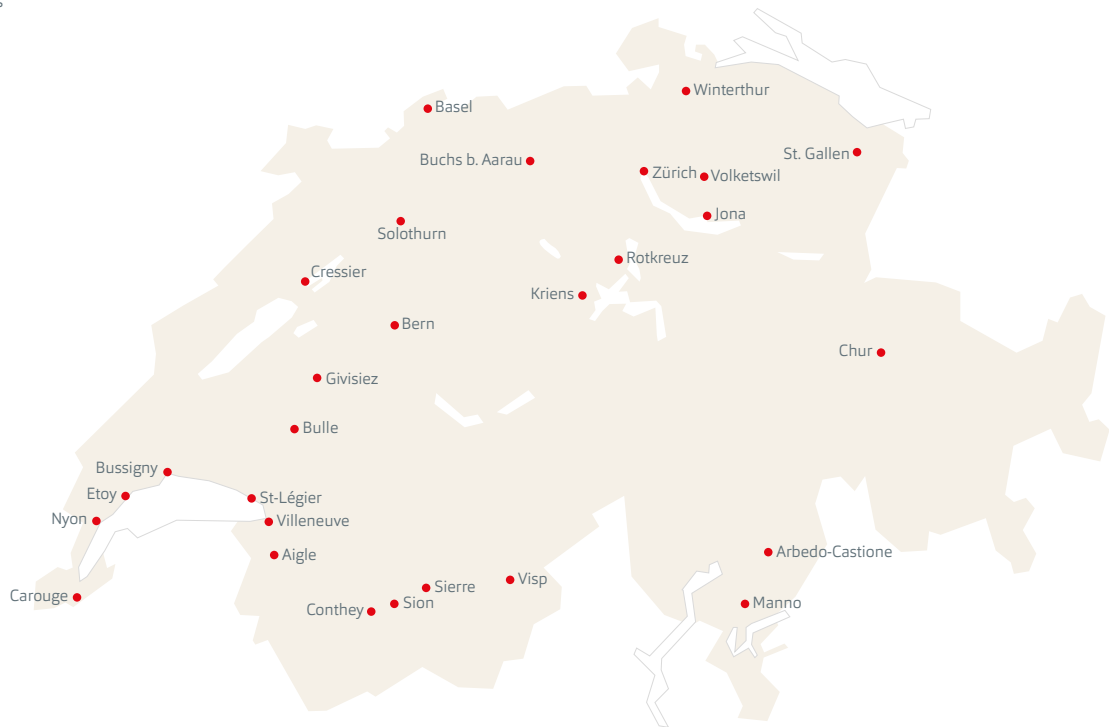 Winterthur
Basel
St. Gallen
Buchs b. Aarau
Zürich
Volketswil
Jona
Solothurn
Rotkreuz
Cressier
Kriens
Bern
Chur
Givisiez
Bulle
Bussigny
Etoy
St-Légier
Nyon
Villeneuve
Aigle
Arbedo-Castione
Visp
Sierre
Carouge
Sion
Manno
Conthey